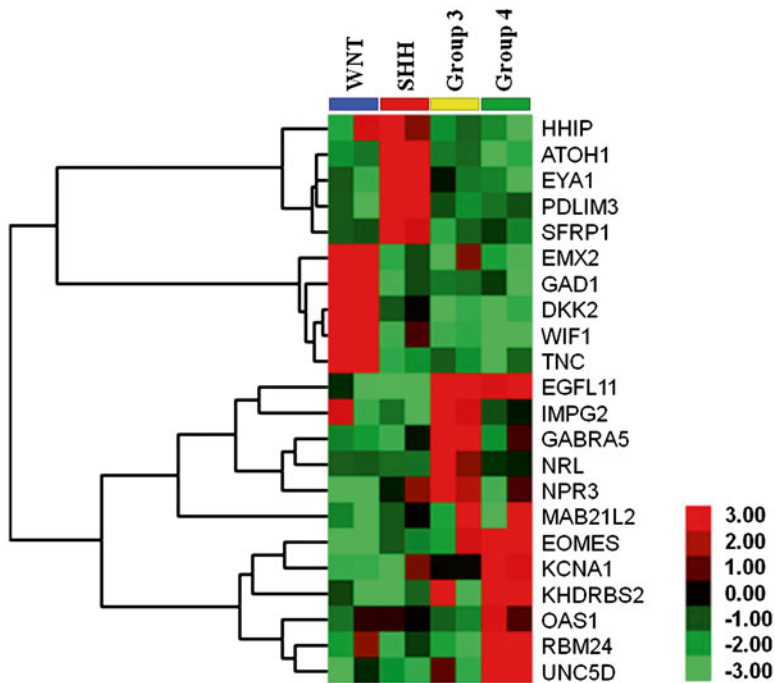 WNT
SHH
Group 3
Group 4
HHIP
ATOH1
EYA1
PDLIM3
SFRP1
EMX2
GAD1
DKK2
WIF1
TNC
EGFL11
IMPG2
GABRA5
NRL
NPR3
MAB21L2
EOMES
KCNA1
KHDRBS2
OAS1
RBM24
UNC5D
3.00
2.00
1.00
0.00
-1.00
-2.00
-3.00